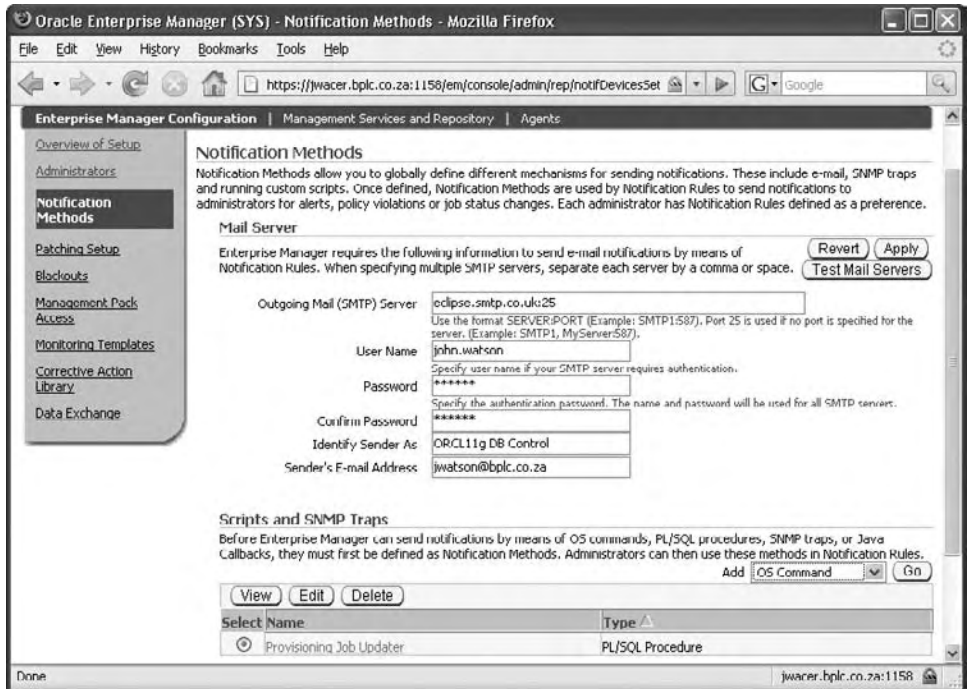 Oracle Enterprise Manager (SYS) - Notification Methods - Mozilla Firefox
File Edit View History Bookmarks Tools Help
https://jwacer.bplc.co.za:1158/em/console/admin/rep/notifDevicesSet
Google
Enterprise Manager Configuration | Management Services and Repository | Agents
Overview of Setup
Administrators
Notification
Methods
Patching Setup
Blackouts
Management Pack
Access
Monitoring Templates
Corrective Action
Library
Data Exchange
Notification Methods
Notification Methods allow you to globally define different mechanisms for sending notifications. These include e-mail, SNMP traps
and running custom scripts. Once defined, Notification Methods are used by Notification Rules to send notifications to
administrators for alerts, policy violations or job status changes. Each administrator has Notification Rules defined as a preference.
Mail Server
Enterprise Manager requires the following information to send e-mail notifications by means of
Notification Rules. When specifying multiple SMTP servers, separate each server by a comma or space.
Revert Apply
Test Mail Servers
Outgoing Mail (SMTP) Server eclipse.smtp.co.uk:25
Use the format SERVER:PORT (Example: SMTP1:587). Port 25 is used if no port is specified for the
server. (Example: SMTP1, MyServer:587).
User Name john.watson
Specify user name if your SMTP server requires authentication.
Password ******
Specify the authentication password. The name and password will be used for all SMTP servers.
Confirm Password ******
Identify Sender As ORCL11g DB Control
Sender's E-mail Address jwatson@bplc.co.za
Scripts and SNMP Traps
Before Enterprise Manager can send notifications by means of OS commands, PL/SQL procedures, SNMP traps, or Java
Callbacks, they must first be defined as Notification Methods. Administrators can then use these methods in Notification Rules.
Add OS Command Go
View Edit Delete
Select Name Type
Provisioning Job Updater PL/SQL Procedure
Done jwacer.bplc.co.za:1158